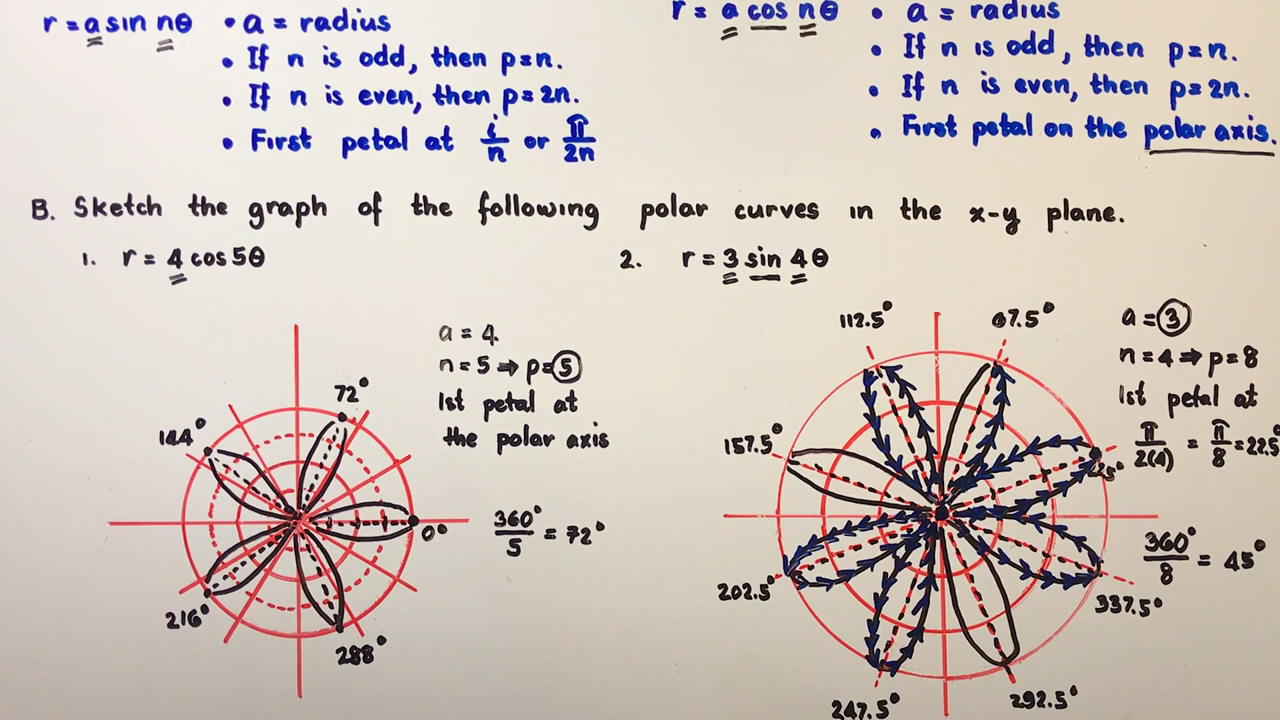 r = a sin nθ • a = radius
• If n is odd, then p=n.
• If n is even, then p=2n.
• First petal at i/n or π/2n
r = a cos nθ • a = radius
• If n is odd, then p=n.
• If n is even, then p=2n.
• First petal on the polar axis.
B. Sketch the graph of the following polar curves in the x-y plane.
1. r = 4 cos 5θ
a = 4
n = 5 ⇒ p=5
1st petal at
the polar axis
360°/5 = 72°
72°
144°
0°
216°
288°
2. r = 3 sin 4θ
112.5°
67.5°
a = 3
n = 4 ⇒ p = 8
1st petal at
π/2(4) = π/8 = 22.5°
157.5°
360°/8 = 45°
202.5°
337.5°
247.5°
292.5°